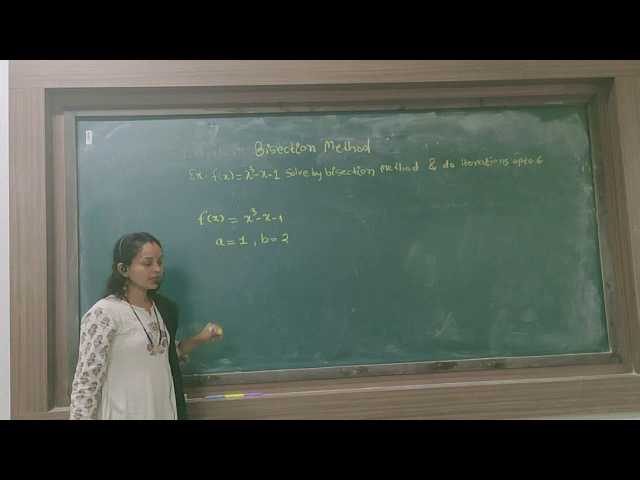 Bisection Method
Ex. f(x) = x³-x-1 solve by bisection Method & do iterations upto 6
f(x) = x³-x-1
a=1, b=2